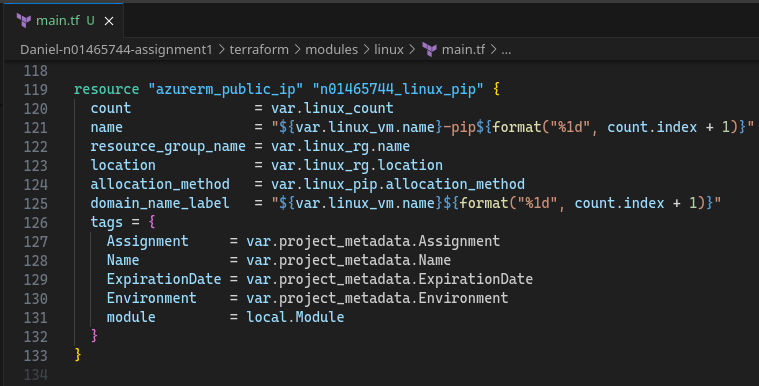 main.tf U ×
Daniel-n01465744-assignment1 > terraform > modules > linux > main.tf > ...
118
119 resource "azurerm_public_ip" "n01465744_linux_pip" {
120   count               = var.linux_count
121   name                = "${var.linux_vm.name}-pip${format("%1d", count.index + 1)}"
122   resource_group_name = var.linux_rg.name
123   location            = var.linux_rg.location
124   allocation_method   = var.linux_pip.allocation_method
125   domain_name_label   = "${var.linux_vm.name}${format("%1d", count.index + 1)}"
126   tags = {
127     Assignment     = var.project_metadata.Assignment
128     Name           = var.project_metadata.Name
129     ExpirationDate = var.project_metadata.ExpirationDate
130     Environment    = var.project_metadata.Environment
131     module         = local.Module
132   }
133 }
134